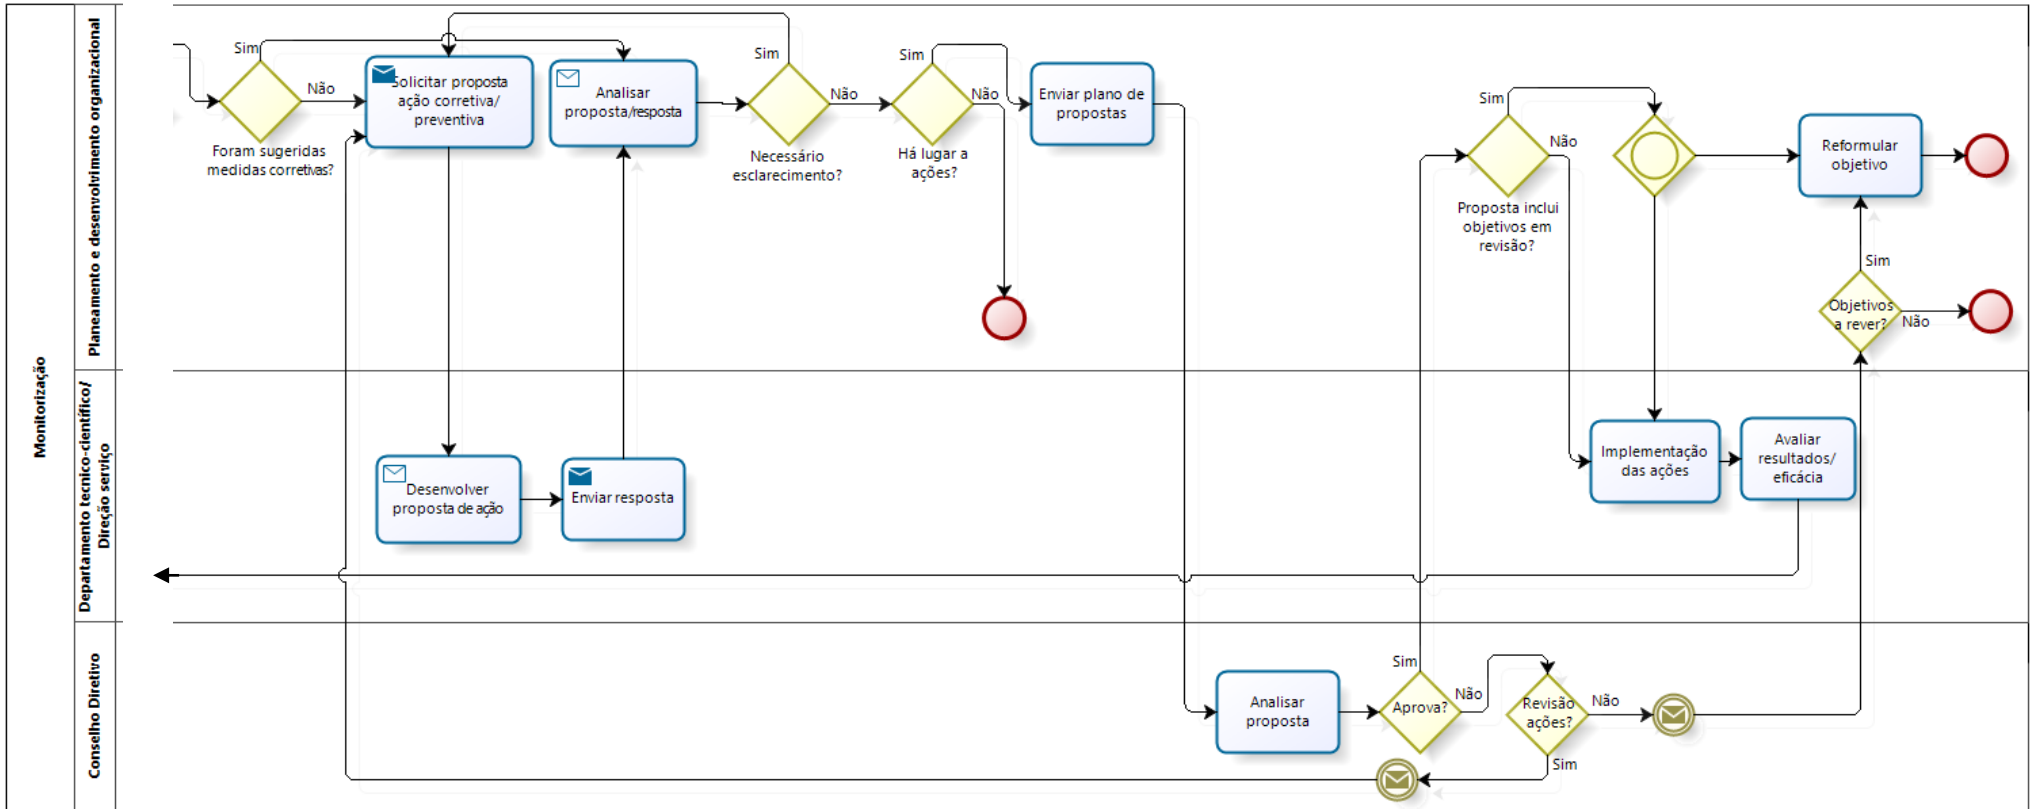 Monitorização
Planeamento e desenvolvimento organizacional
Sim
Não
Foram sugeridas
medidas corretivas?
Solicitar proposta
ação corretiva/
preventiva
Analisar
proposta/resposta
Sim
Não
Necessário
esclarecimento?
Sim
Não
Há lugar a
ações?
Enviar plano de
propostas
Sim
Não
Proposta inclui
objetivos em
revisão?
Reformular
objetivo
Sim
Objetivos
a rever?
Não
Departamento tecnico-científico/
Direção serviço
Desenvolver
proposta de ação
Enviar resposta
Implementação
das ações
Avaliar
resultados/
eficácia
Conselho Diretivo
Analisar
proposta
Sim
Aprova?
Não
Revisão
ações?
Não
Sim